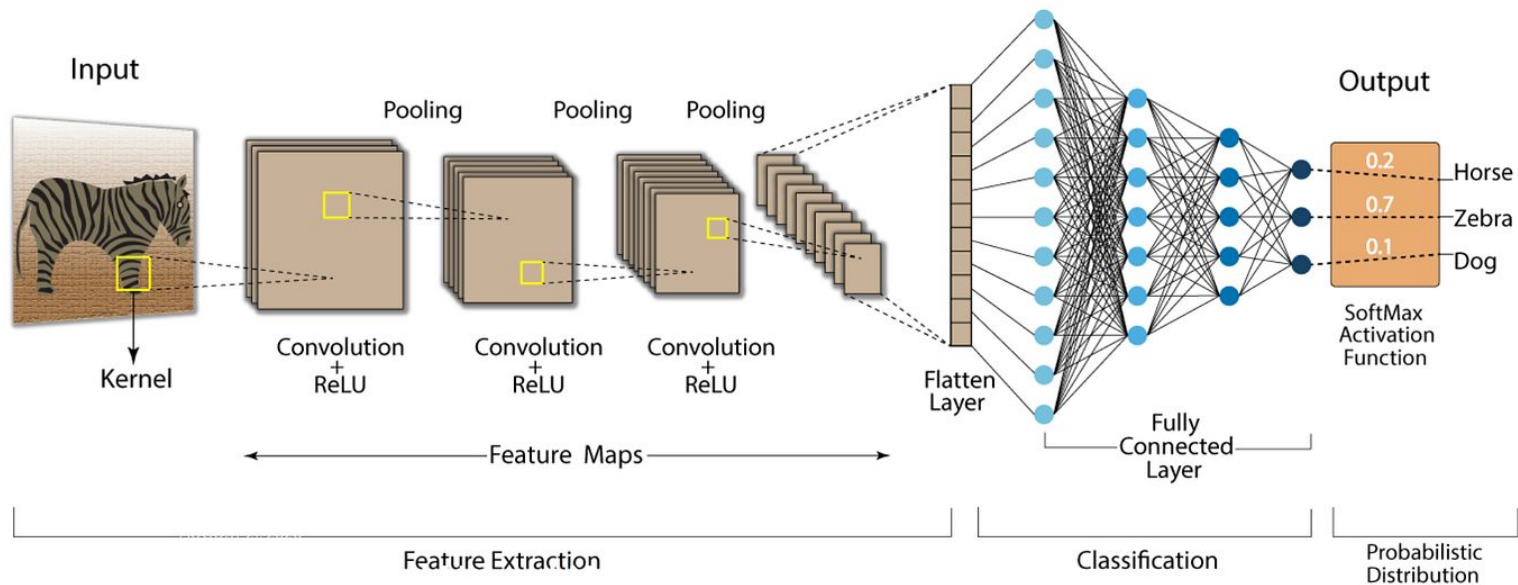 Input
Pooling
Pooling
Pooling
Output
0.2
Horse
0.7
Zebra
0.1
Dog
Kernel
Convolution
+
ReLU
Convolution
+
ReLU
Convolution
+
ReLU
Flatten
Layer
SoftMax
Activation
Function
Feature Maps
Fully
Connected
Layer
Feature Extraction
Classification
Probabilistic
Distribution